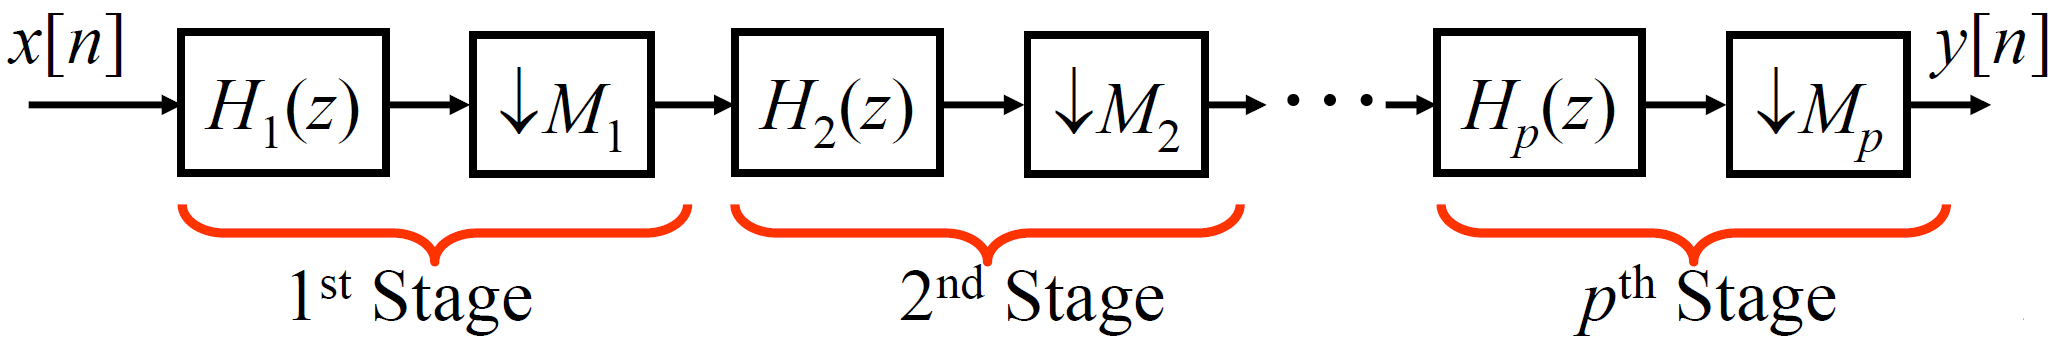 x[n] H₁(z) ↓M₁ H₂(z) ↓M₂ · · · Hₚ(z) ↓Mₚ y[n]
1ˢᵗ Stage 2ⁿᵈ Stage pᵗʰ Stage